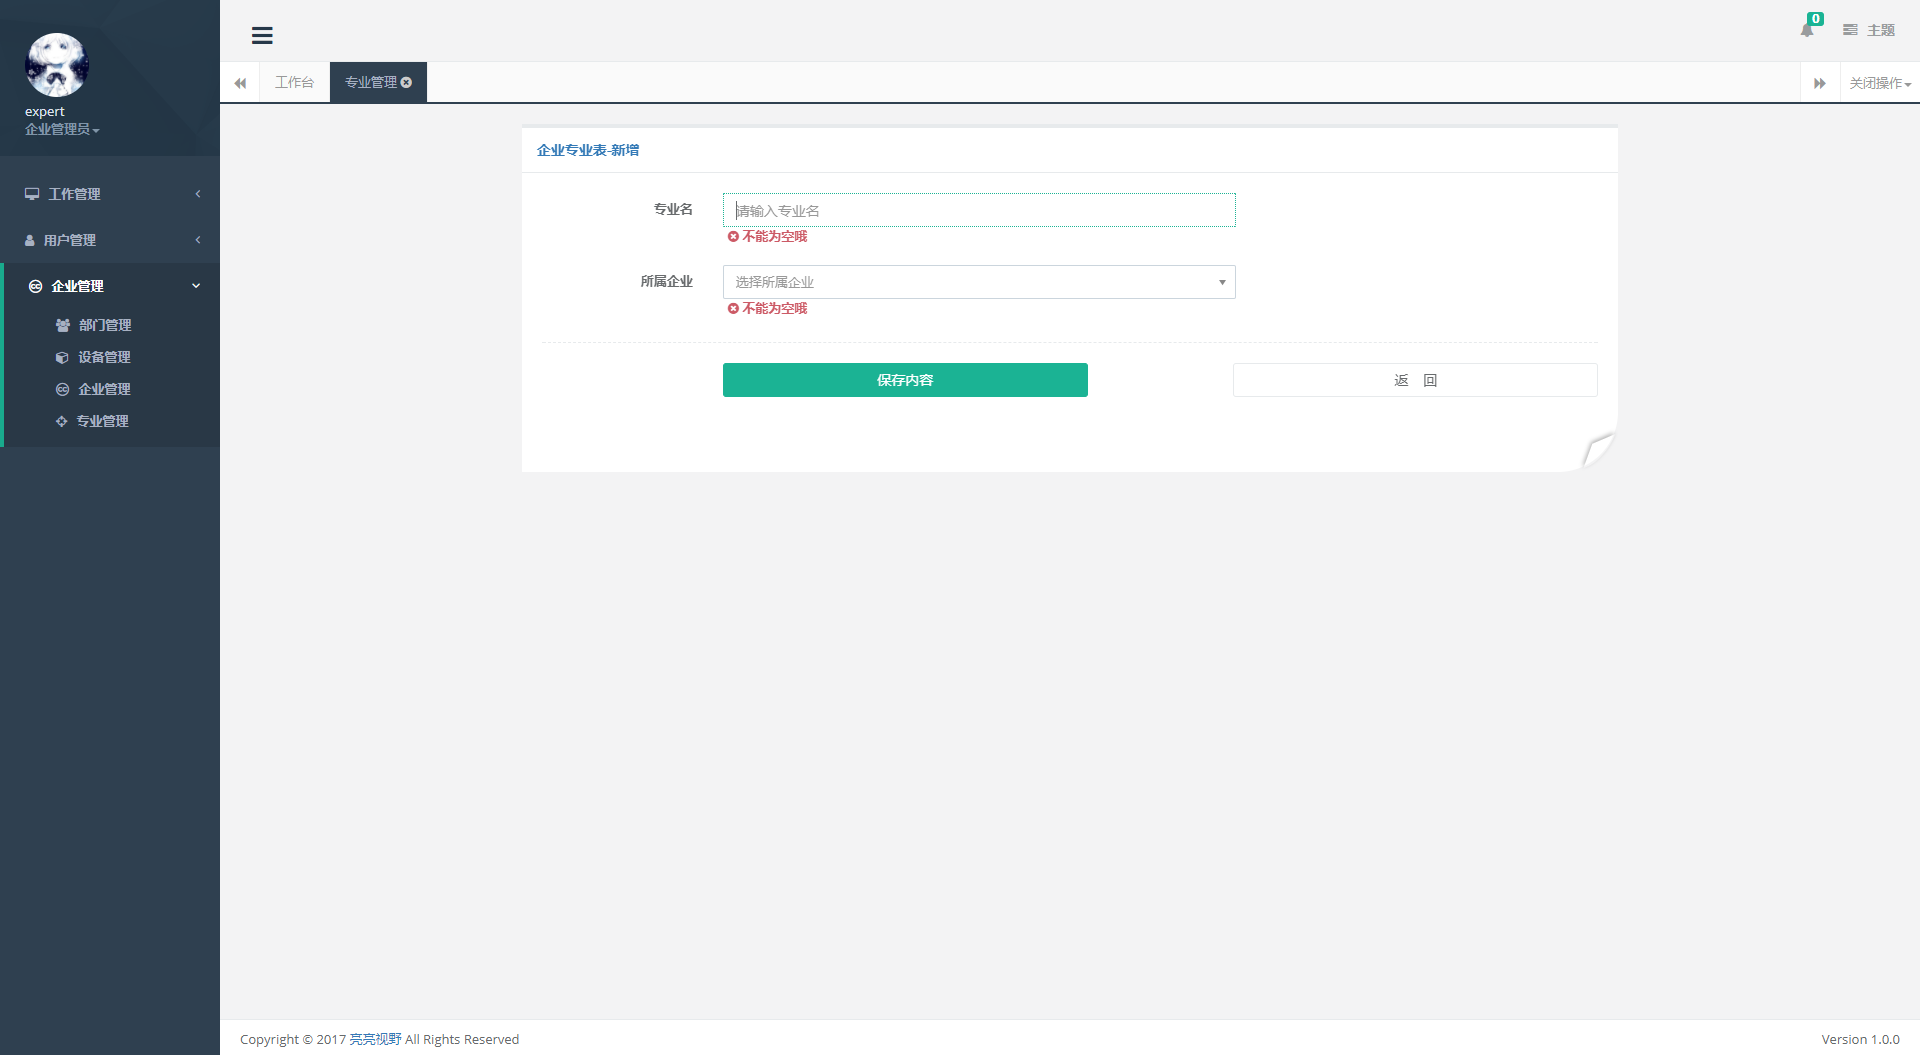 expert
企业管理员
工作管理
用户管理
企业管理
部门管理
设备管理
企业管理
专业管理
0
主题
工作台
专业管理
关闭操作
企业专业表-新增
专业名
请输入专业名
不能为空哦
所属企业
选择所属企业
不能为空哦
保存内容
返 回
Copyright © 2017 亮亮视野 All Rights Reserved
Version 1.0.0